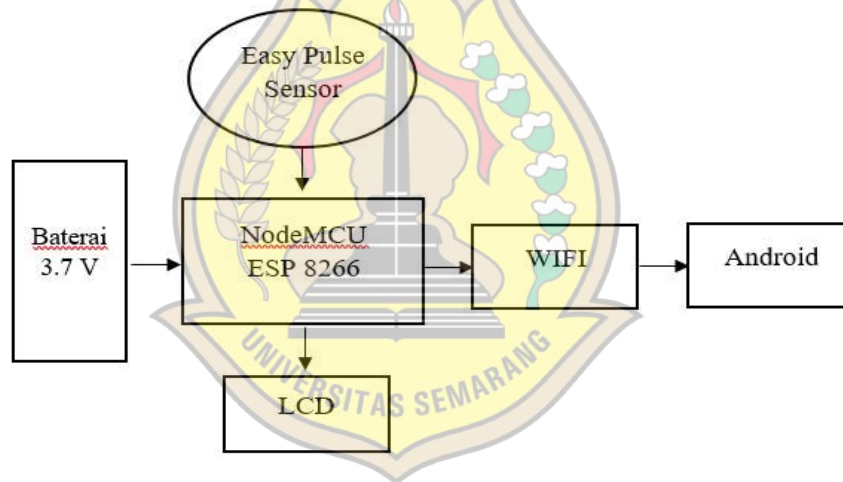 Easy Pulse
Sensor
Baterai
3.7 V
NodeMCU
ESP 8266
WIFI
Android
LCD
UNIVERSITAS SEMARANG